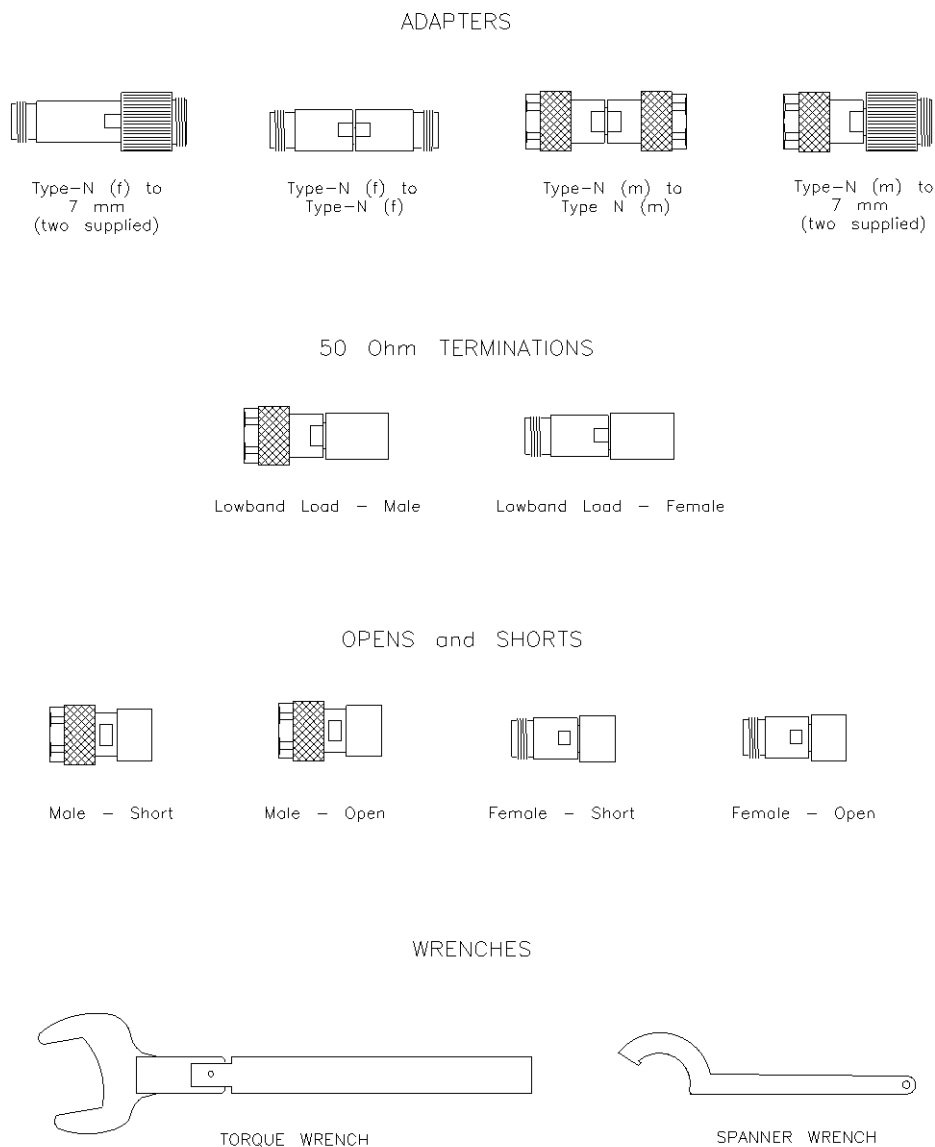 ADAPTERS
Type-N (f) to
7 mm
(two supplied)
Type-N (f) to
Type-N (f)
Type-N (m) to
Type N (m)
Type-N (m) to
7 mm
(two supplied)
50 Ohm TERMINATIONS
Lowband Load - Male
Lowband Load - Female
OPENS and SHORTS
Male - Short
Male - Open
Female - Short
Female - Open
WRENCHES
TORQUE WRENCH
SPANNER WRENCH